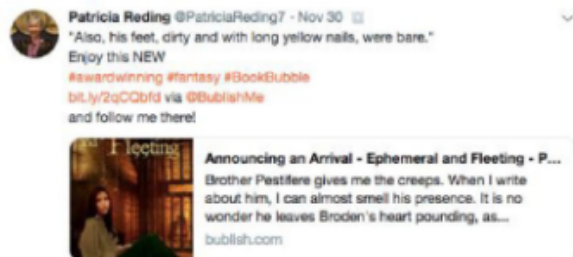 Patricia Reding @PatriciaReding7 - Nov 30
"Also, his feet, dirty and with long yellow nails, were bare."
Enjoy this NEW
#awardwinning #fantasy #BookBubble
bit.ly/2qCQbfd via @BublishMe
and follow me there!
Fleeting
Announcing an Arrival - Ephemeral and Fleeting - P...
Brother Pestifere gives me the creeps. When I write
about him, I can almost smell his presence. It is no
wonder he leaves Broden's heart pounding, as...
bublish.com